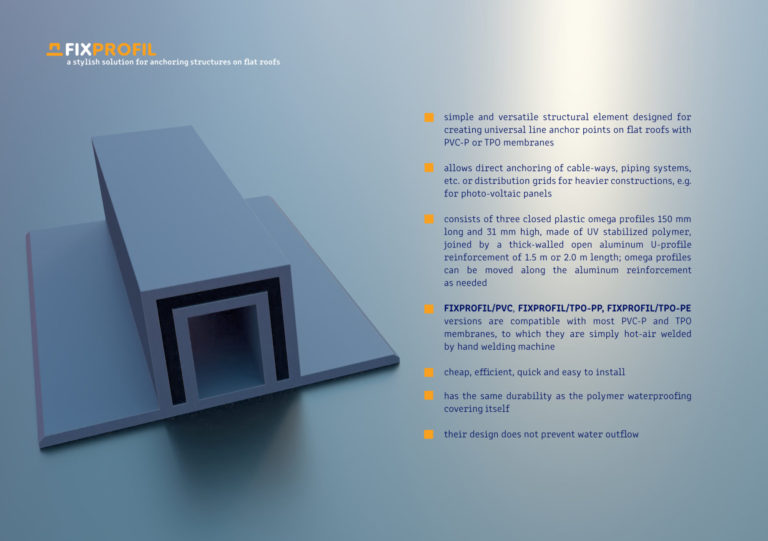 FIXPROFIL
a stylish solution for anchoring structures on flat roofs
simple and versatile structural element designed for
creating universal line anchor points on flat roofs with
PVC-P or TPO membranes
allows direct anchoring of cable-ways, piping systems,
etc. or distribution grids for heavier constructions, e.g.
for photo-voltaic panels
consists of three closed plastic omega profiles 150 mm
long and 31 mm high, made of UV stabilized polymer,
joined by a thick-walled open aluminum U-profile
reinforcement of 1.5 m or 2.0 m length; omega profiles
can be moved along the aluminum reinforcement
as needed
FIXPROFIL/PVC, FIXPROFIL/TPO-PP, FIXPROFIL/TPO-PE
versions are compatible with most PVC-P and TPO
membranes, to which they are simply hot-air welded
by hand welding machine
cheap, efficient, quick and easy to install
has the same durability as the polymer waterproofing
covering itself
their design does not prevent water outflow